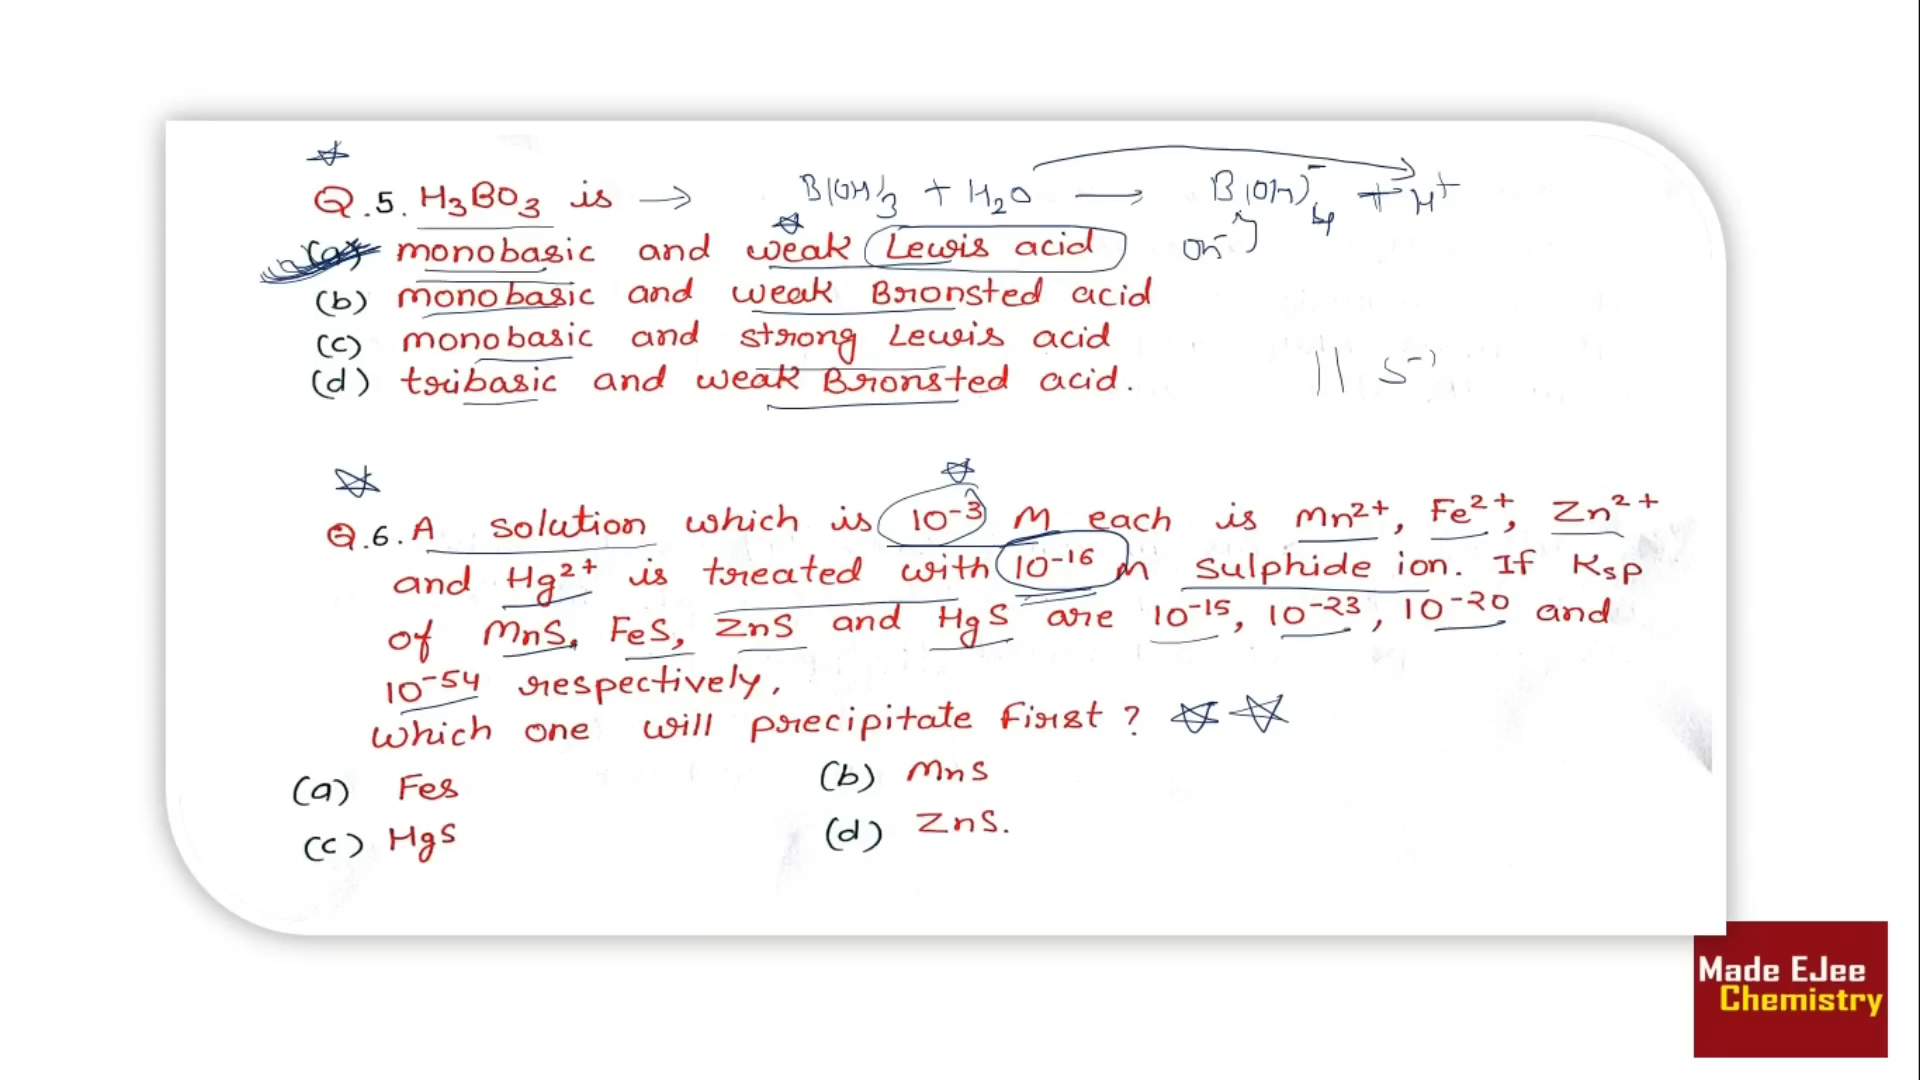 Q.5. H3BO3 is → B(OH)3 + H2O → B(OH)4- + H+
(a) monobasic and weak Lewis acid OH-
(b) monobasic and weak Bronsted acid
(c) monobasic and strong Lewis acid
(d) tribasic and weak Bronsted acid.
Q.6. A solution which is 10-3 M each is Mn2+, Fe2+, Zn2+
and Hg2+ is treated with 10-16 m sulphide ion. If Ksp
of MnS, FeS, ZnS and HgS are 10-15, 10-23, 10-20 and
10-54 respectively,
which one will precipitate first?
(a) FeS (b) MnS
(c) HgS (d) ZnS.
Made EJee
Chemistry